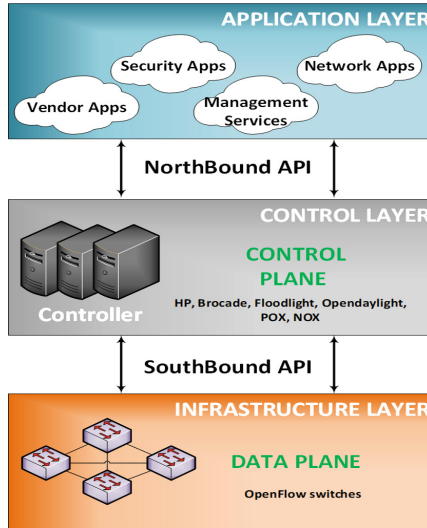 APPLICATION LAYER
Security Apps
Network Apps
Vendor Apps
Management
Services
NorthBound API
CONTROL LAYER
CONTROL
PLANE
HP, Brocade, Floodlight, Opendaylight,
POX, NOX
Controller
SouthBound API
INFRASTRUCTURE LAYER
DATA PLANE
OpenFlow switches